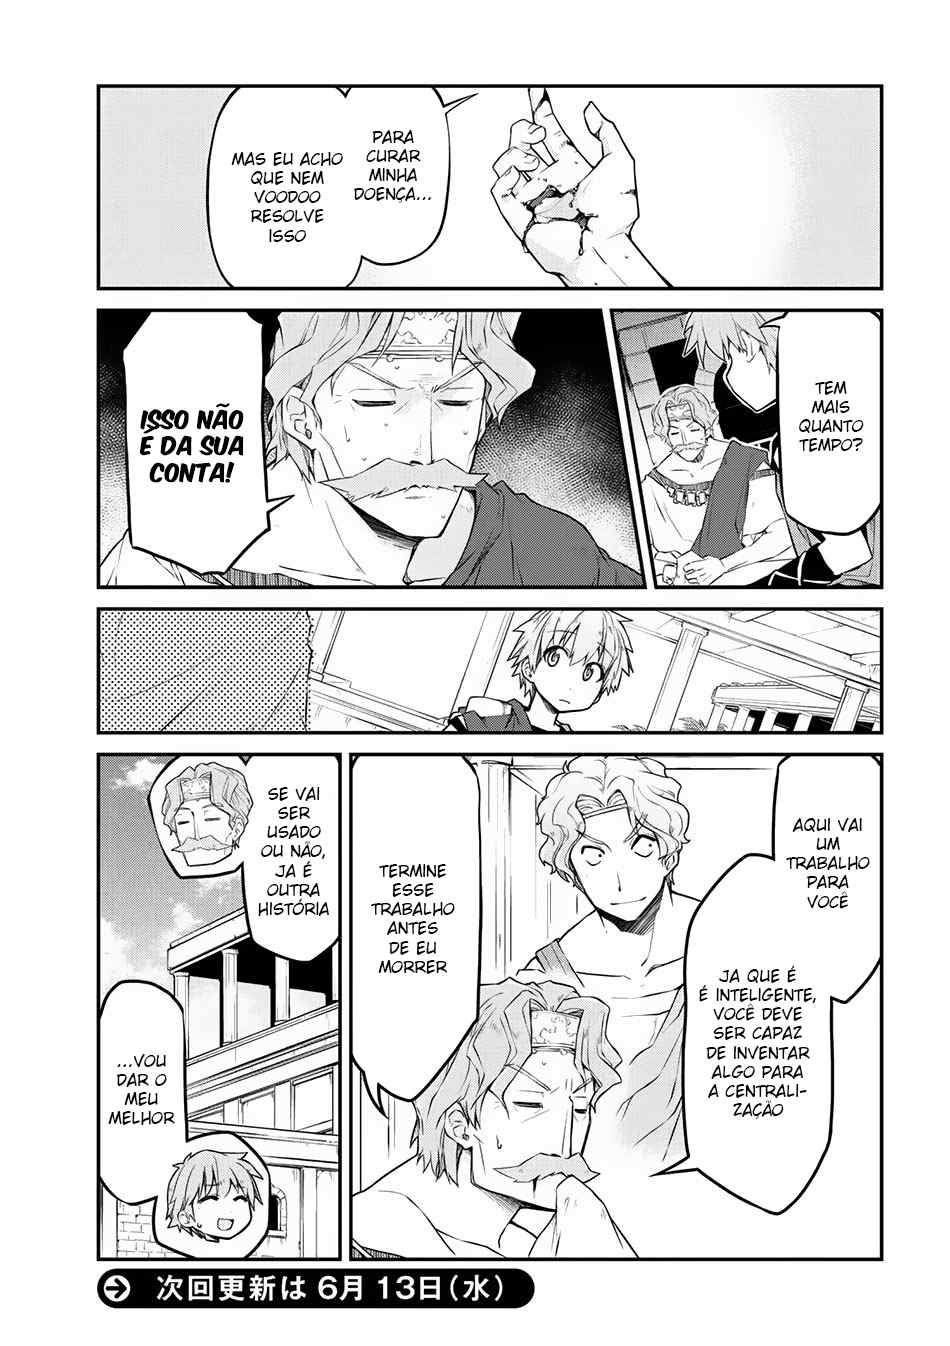 PARA
CURAR
MINHA
DOENÇA...
MAS EU ACHO
QUE NEM
VOODOO
RESOLVE
ISSO
TEM
MAIS
QUANTO
TEMPO?
ISSO NÃO
É DA SUA
CONTA!
AQUI VAI
UM
TRABALHO
PARA
VOCÊ
JA QUE É
É INTELIGENTE,
VOCÊ DEVE
SER CAPAZ
DE INVENTAR
ALGO PARA
A CENTRALI-
ZAÇÃO
TERMINE
ESSE
TRABALHO
ANTES
DE EU
MORRER
SE VAI
SER
USADO
OU NÃO,
JA É
OUTRA
HISTÓRIA
...VOU
DAR O
MEU
MELHOR
次回更新は 6月 13日(水)